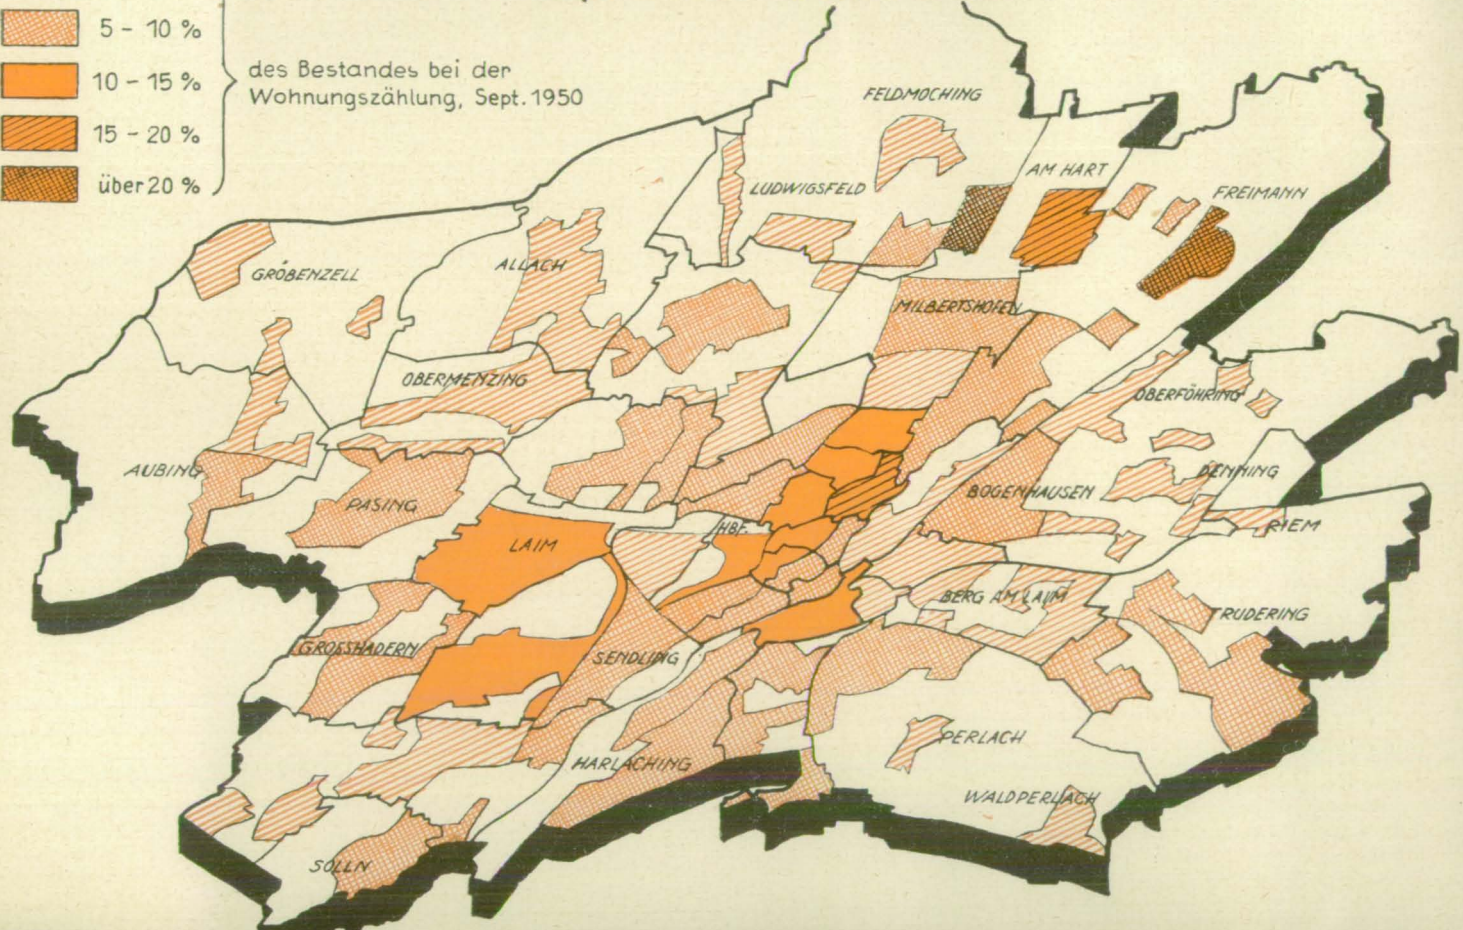 5 - 10 %
10 - 15 %
15 - 20 %
über 20 %
des Bestandes bei der
Wohnungszählung, Sept. 1950
FELDMOCHING
AM HART
LUDWIGSFELD
FREIMANN
GRÖBENZELL
ALLACH
MILBERTSHOFEN
OBERMENZING
OBERFÖHRING
AUBING
PASING
BOGENHAUSEN
DENNING
HBF.
RIEM
LAIM
BERG AM LAIM
TRUDERING
GROSSHADERN
SENDLING
HARLACHING
PERLACH
WALDPERLACH
SOLLN